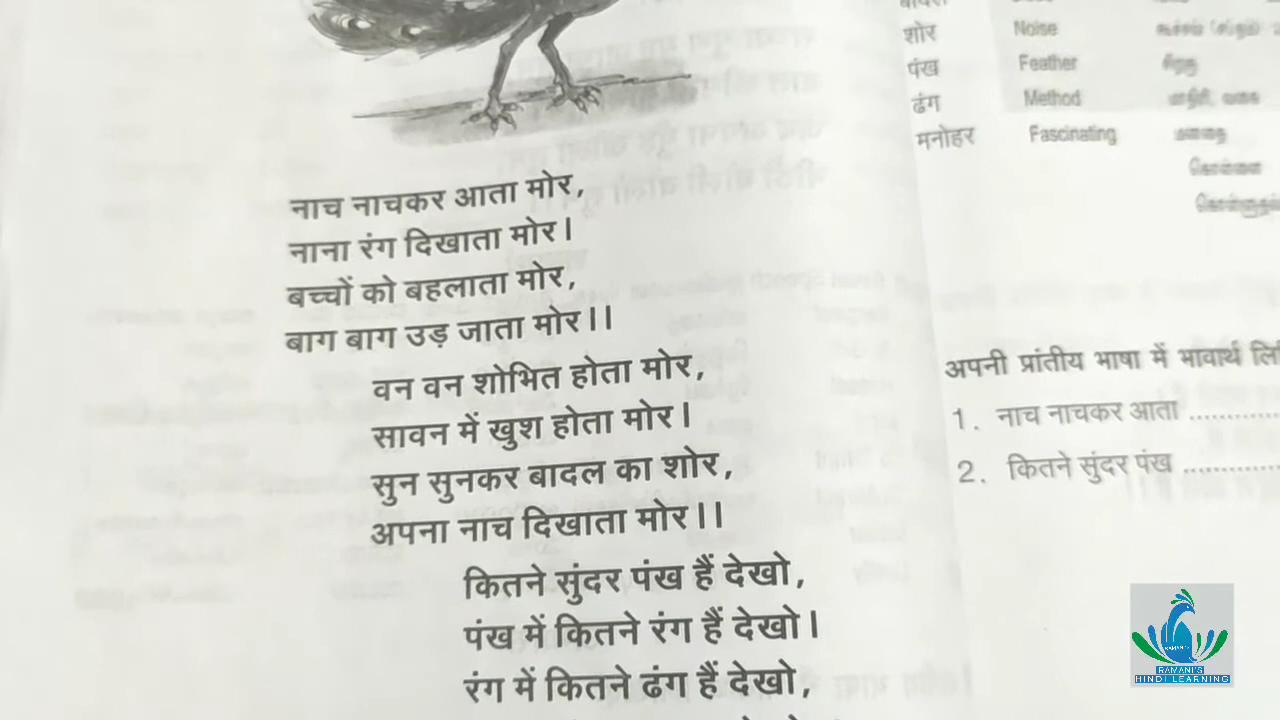 नाच नाचकर आता मोर,
नाना रंग दिखाता मोर।
बच्चों को बहलाता मोर,
बाग बाग उड़ जाता मोर।।
वन वन शोभित होता मोर,
सावन में खुश होता मोर।
सुन सुनकर बादल का शोर,
अपना नाच दिखाता मोर।।
कितने सुंदर पंख हैं देखो,
पंख में कितने रंग हैं देखो।
रंग में कितने ढंग हैं देखो,
शोर Noise
पंख Feather
ढंग Method
मनोहर Fascinating
अपनी प्रांतीय भाषा में भावार्थ
1. नाच नाचकर आता ............
2. कितने सुंदर पंख ............
RAMANI'S
HINDI LEARNING